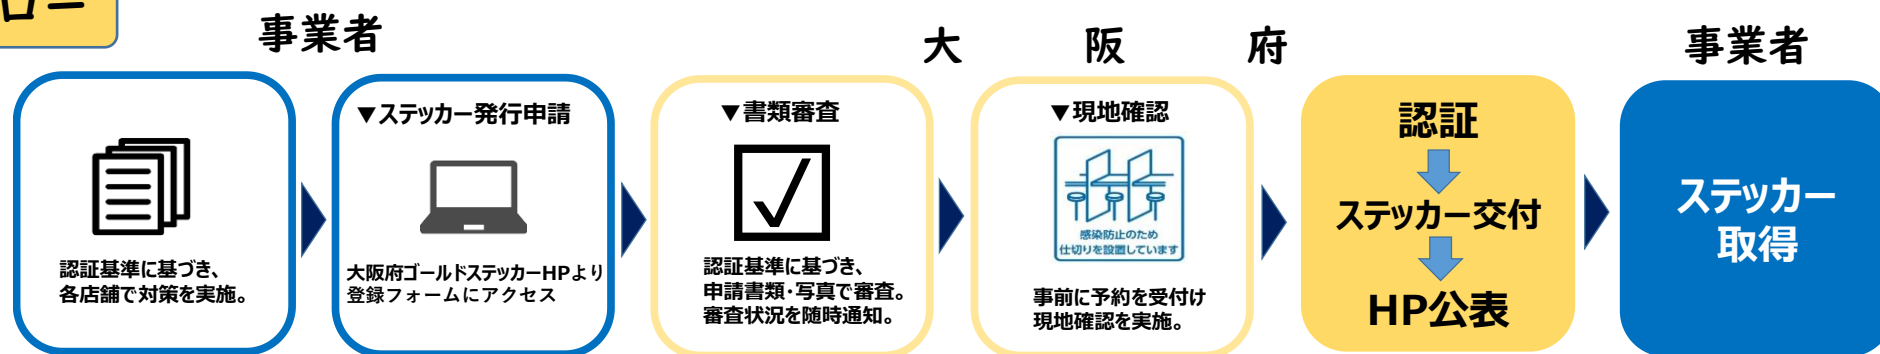 ロー
事業者
大阪府
事業者
認証基準に基づき、
各店舗で対策を実施。
▼ステッカー発行申請
大阪府ゴールドステッカーHPより
登録フォームにアクセス
▼書類審査
認証基準に基づき、
申請書類・写真で審査。
審査状況を随時通知。
▼現地確認
感染防止のため
仕切りを設置しています
事前に予約を受付け
現地確認を実施。
認証
ステッカー交付
HP公表
ステッカー
取得